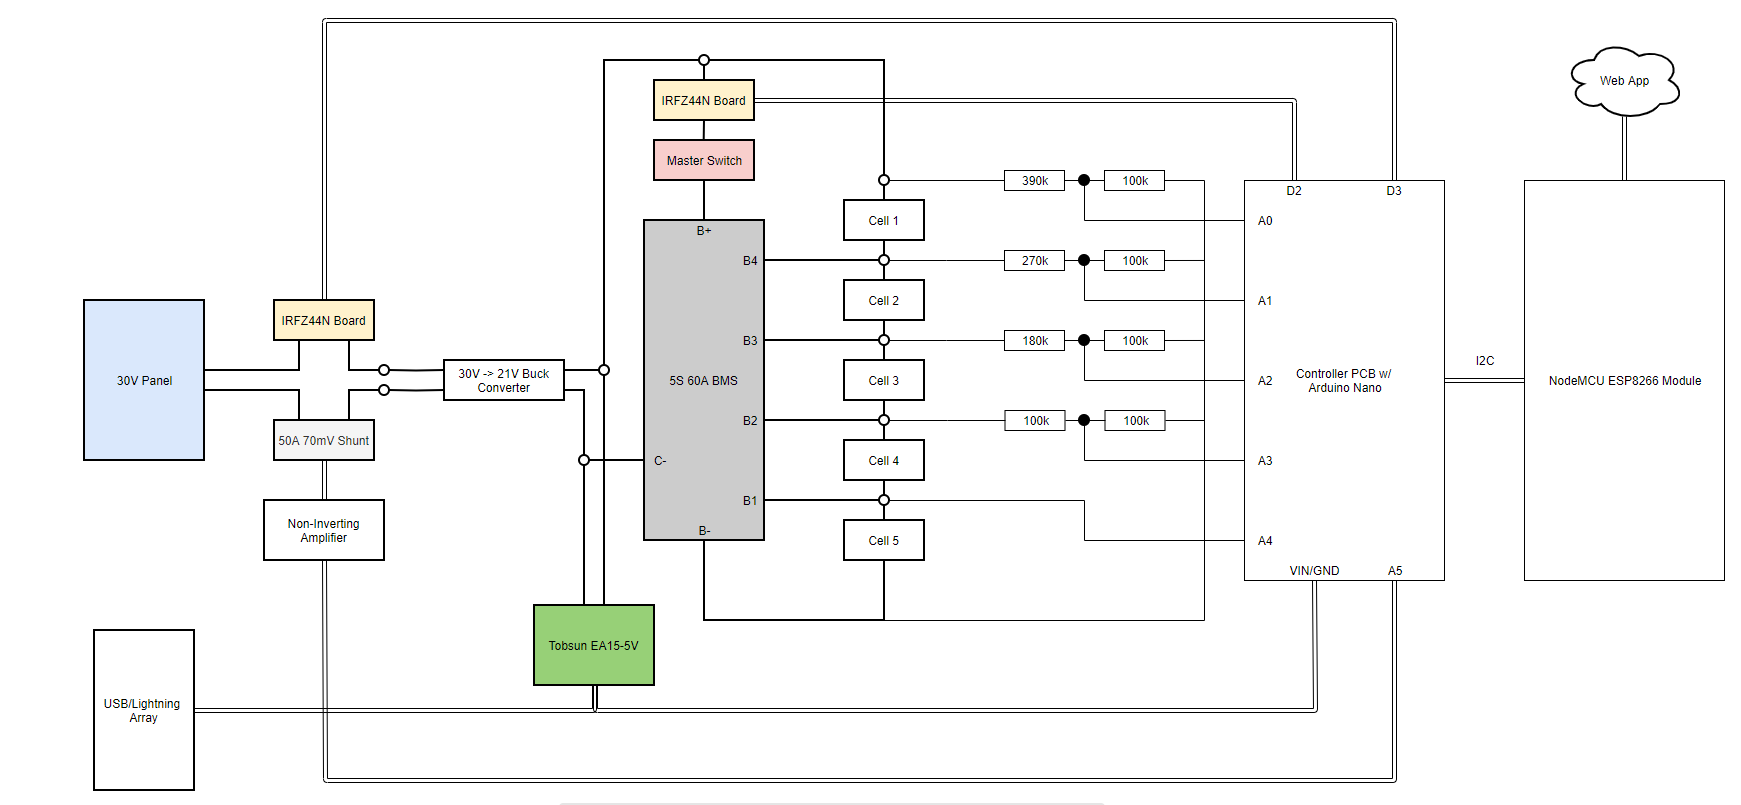 Web App
IRFZ44N Board
Master Switch
390k
100k
D2
D3
Cell 1
A0
B+
B4
270k
100k
Cell 2
A1
IRFZ44N Board
B3
180k
100k
30V Panel
30V -> 21V Buck
Converter
5S 60A BMS
Cell 3
A2
Controller PCB w/
Arduino Nano
I2C
NodeMCU ESP8266 Module
B2
100k
100k
50A 70mV Shunt
C-
Cell 4
A3
B1
Non-Inverting
Amplifier
B-
Cell 5
A4
VIN/GND
A5
Tobsun EA15-5V
USB/Lightning
Array